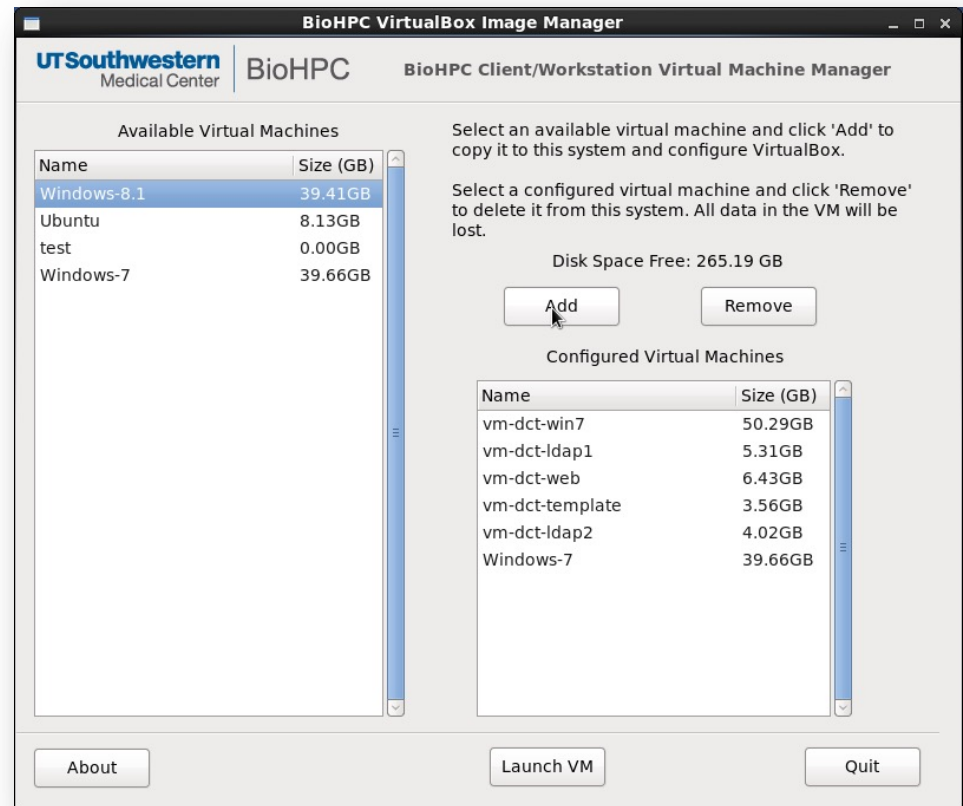 BioHPC VirtualBox Image Manager
UTSouthwestern
Medical Center
BioHPC
BioHPC Client/Workstation Virtual Machine Manager
Available Virtual Machines
Name Size (GB)
Windows-8.1 39.41GB
Ubuntu 8.13GB
test 0.00GB
Windows-7 39.66GB
Select an available virtual machine and click 'Add' to
copy it to this system and configure VirtualBox.
Select a configured virtual machine and click 'Remove'
to delete it from this system. All data in the VM will be
lost.
Disk Space Free: 265.19 GB
Add Remove
Configured Virtual Machines
Name Size (GB)
vm-dct-win7 50.29GB
vm-dct-ldap1 5.31GB
vm-dct-web 6.43GB
vm-dct-template 3.56GB
vm-dct-ldap2 4.02GB
Windows-7 39.66GB
About Launch VM Quit